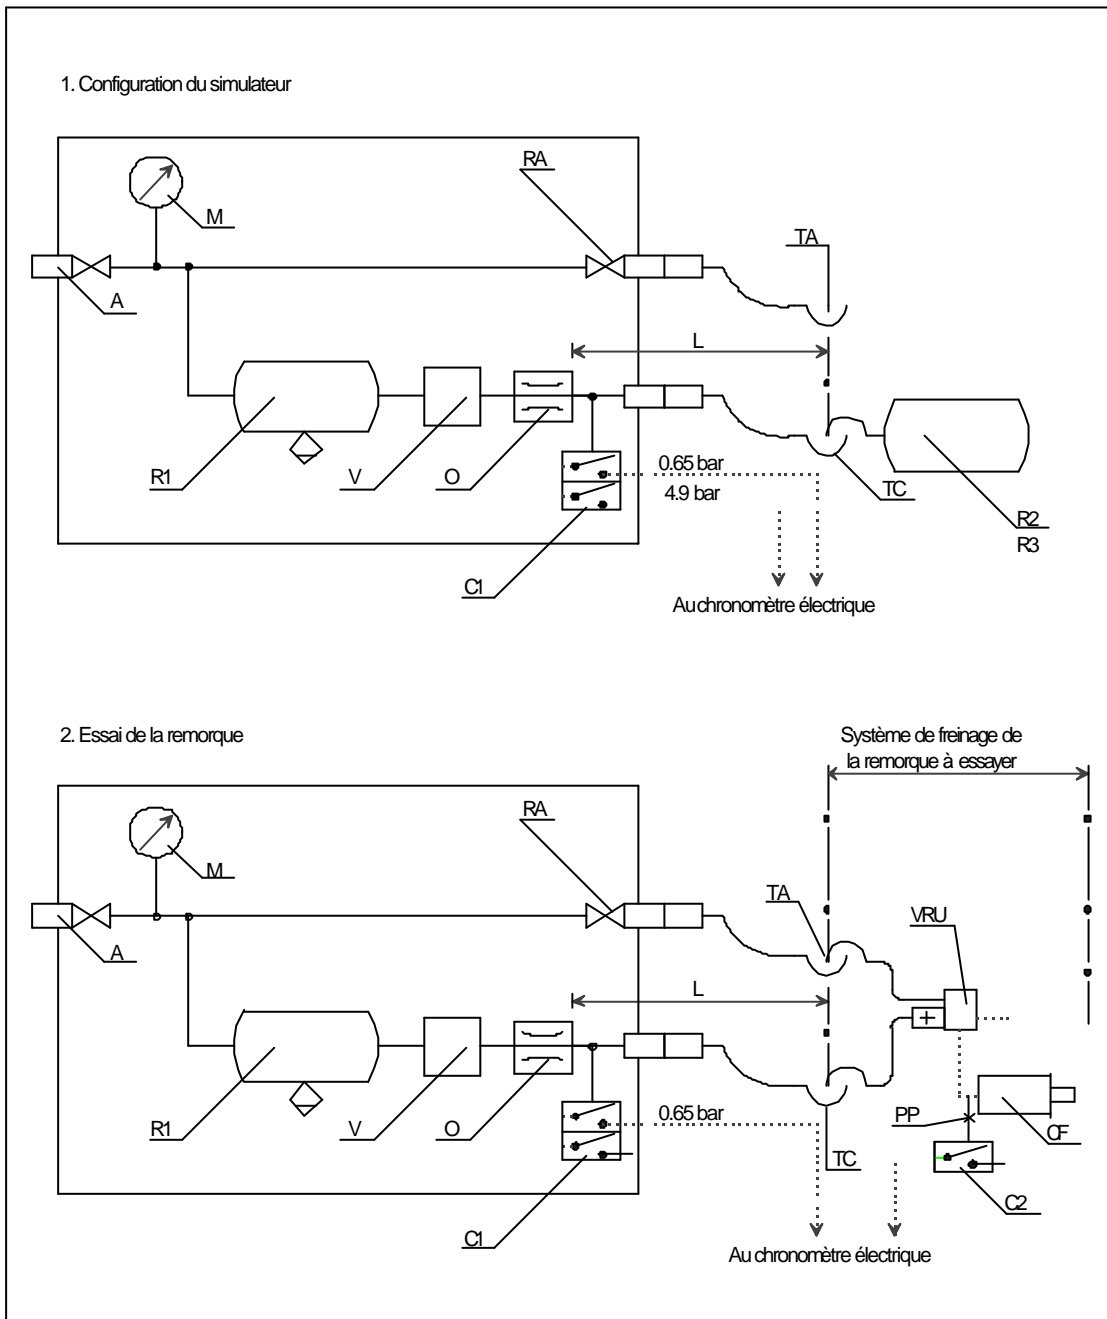 1. Configuration du simulateur
RA
M
TA
A
L
0.65 bar
4.9 bar
R1
V
O
TC
R2
R3
C1
Au chronomètre électrique
2. Essai de la remorque
Système de freinage de
la remorque à essayer
RA
M
TA
VRU
A
L
0.65 bar
PP
CF
R1
V
O
TC
C2
C1
Au chronomètre électrique